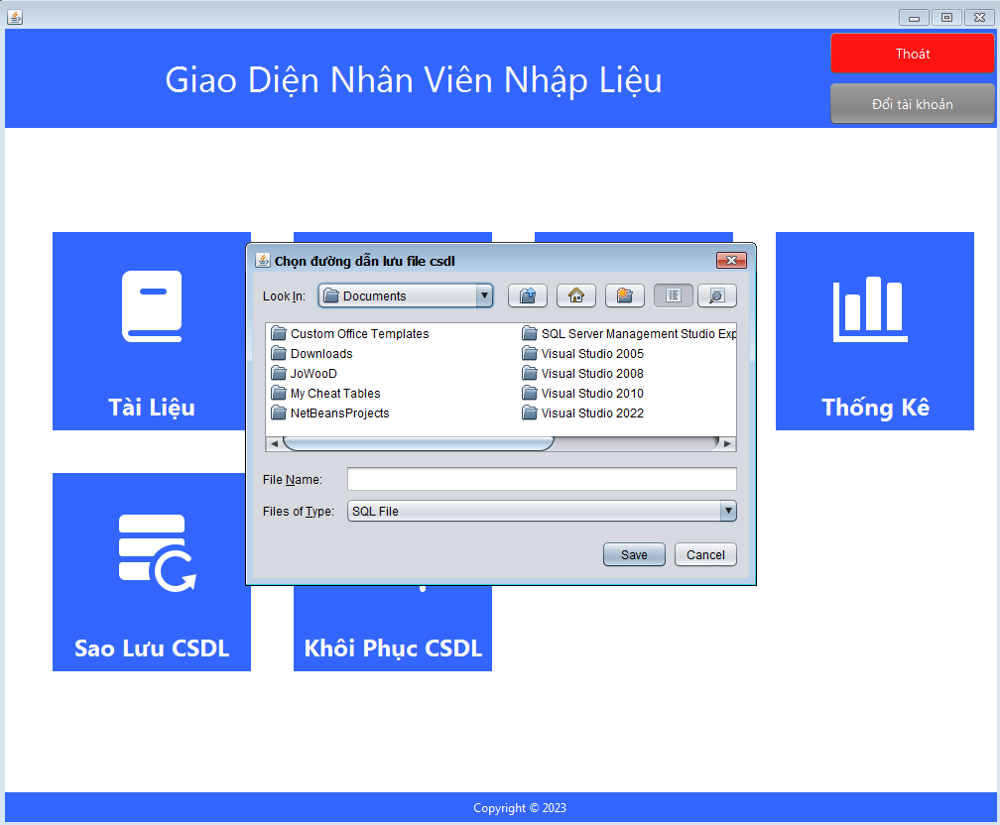 Giao Diện Nhân Viên Nhập Liệu
Thoát
Đổi tài khoản
Chọn đường dẫn lưu file csdl
Look In:
Documents
Custom Office Templates
Downloads
JoWooD
My Cheat Tables
NetBeansProjects
SQL Server Management Studio Exp
Visual Studio 2005
Visual Studio 2008
Visual Studio 2010
Visual Studio 2022
File Name:
Files of Type:
SQL File
Save
Cancel
Tài Liệu
Thống Kê
Sao Lưu CSDL
Khôi Phục CSDL
Copyright © 2023